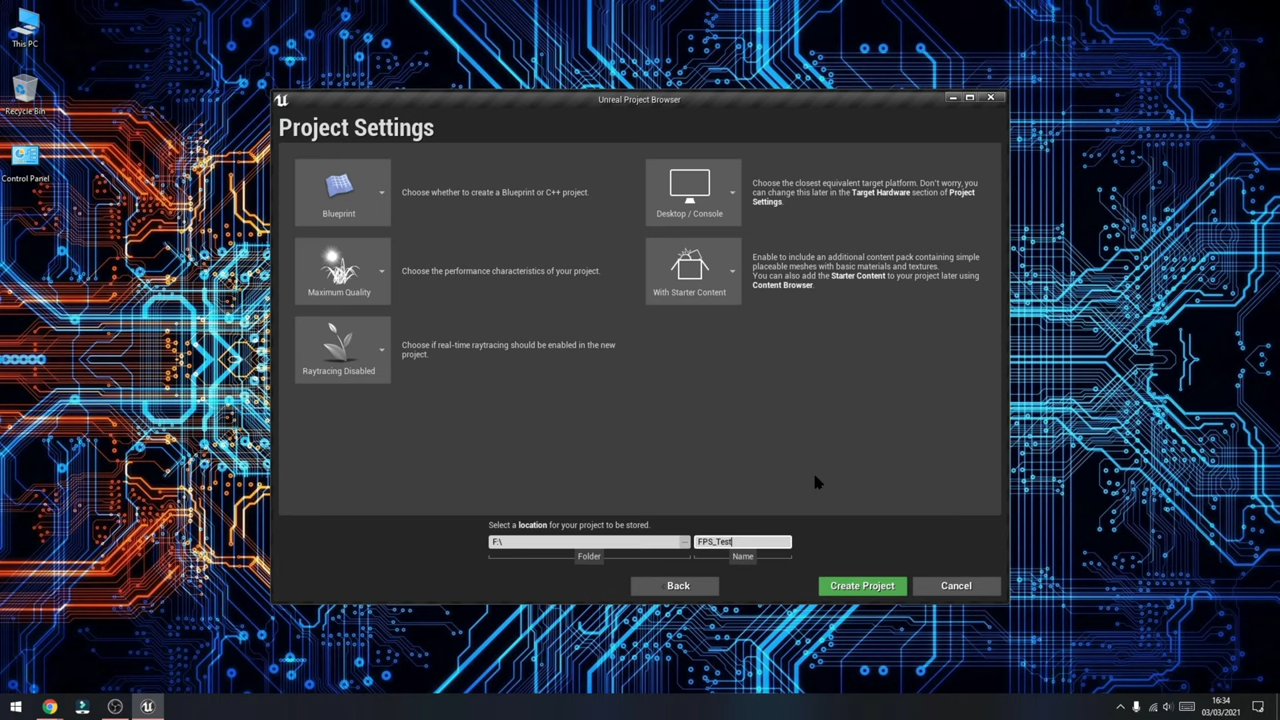 This PC
Recycle Bin
Control Panel
Unreal Project Browser
Project Settings
Blueprint
Choose whether to create a Blueprint or C++ project.
Desktop / Console
Choose the closest equivalent target platform. Don't worry, you
can change this later in the Target Hardware section of Project
Settings.
Maximum Quality
Choose the performance characteristics of your project.
With Starter Content
Enable to include an additional content pack containing simple
placeable meshes with basic materials and textures.
You can also add the Starter Content to your project later using
Content Browser.
Raytracing Disabled
Choose if real-time raytracing should be enabled in the new
project.
Select a location for your project to be stored.
F:\
...
FPS_Test
Folder
Name
Back
Create Project
Cancel
16:34
03/03/2021